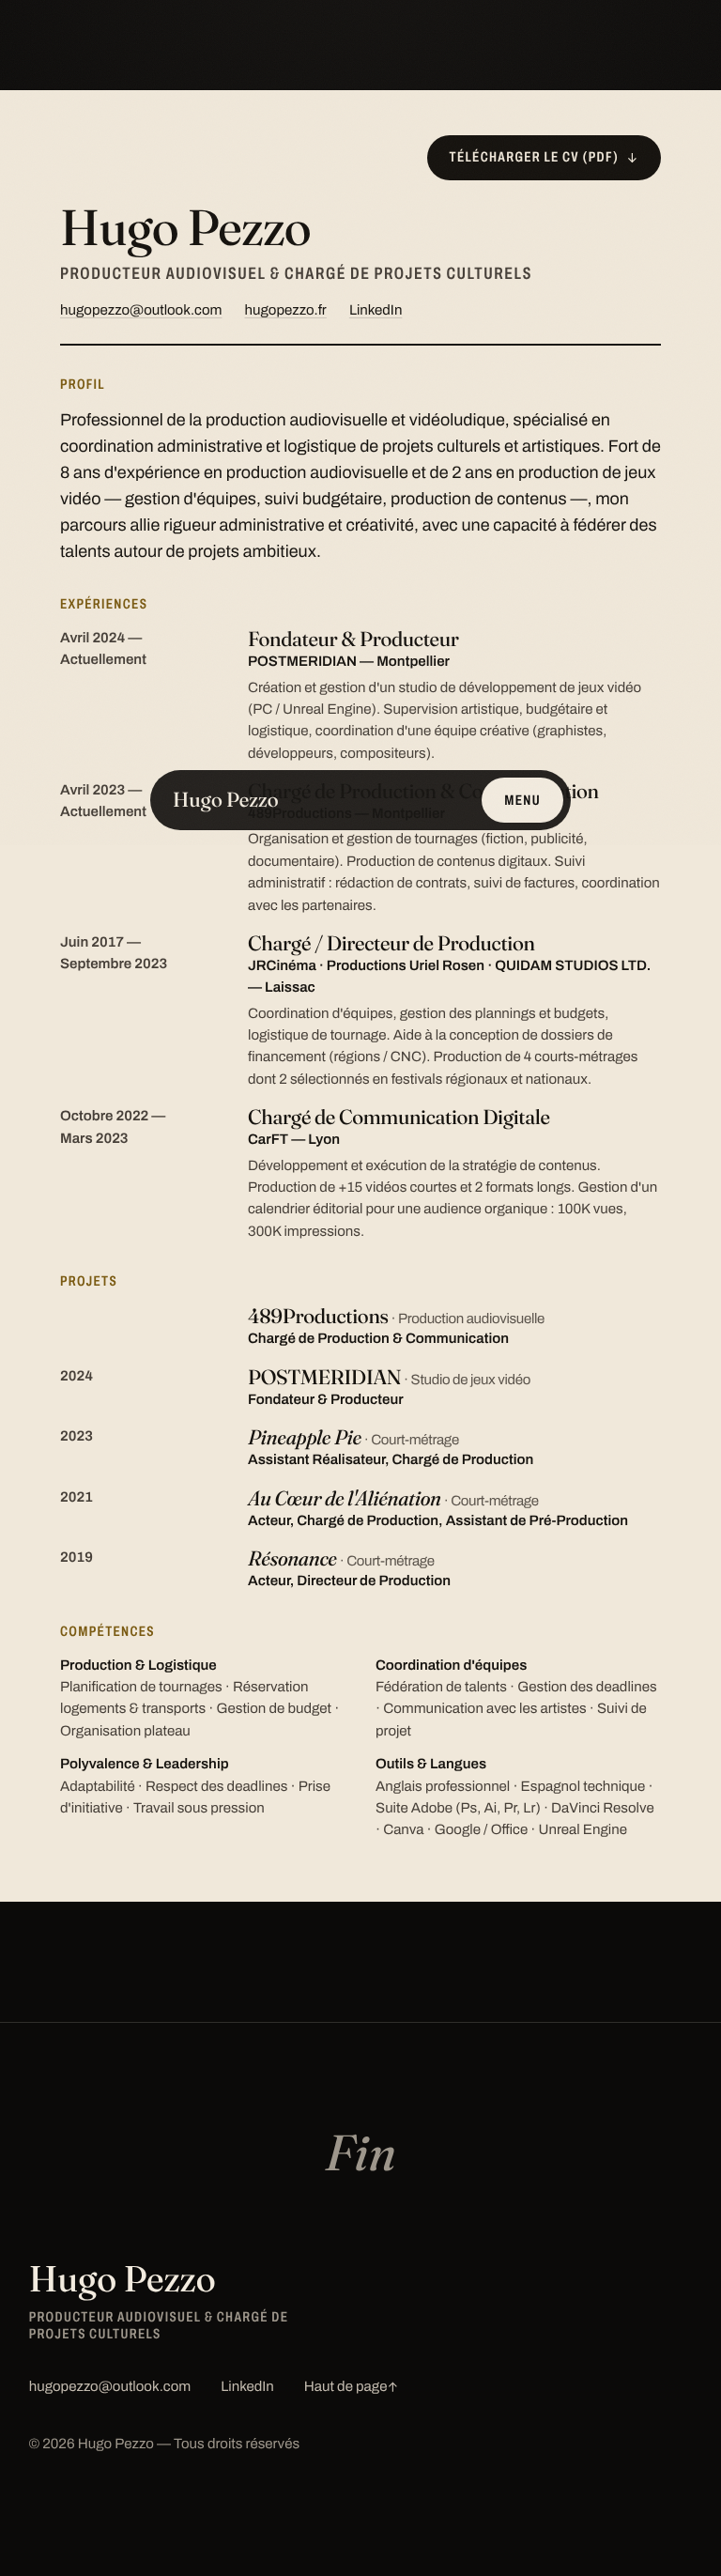 TÉLÉCHARGER LE CV (PDF) ↓
Hugo Pezzo
PRODUCTEUR AUDIOVISUEL & CHARGÉ DE PROJETS CULTURELS
hugopezzo@outlook.com hugopezzo.fr LinkedIn
PROFIL
Professionnel de la production audiovisuelle et vidéoludique, spécialisé en
coordination administrative et logistique de projets culturels et artistiques. Fort de
8 ans d'expérience en production audiovisuelle et de 2 ans en production de jeux
vidéo — gestion d'équipes, suivi budgétaire, production de contenus —, mon
parcours allie rigueur administrative et créativité, avec une capacité à fédérer des
talents autour de projets ambitieux.
EXPÉRIENCES
Avril 2024 —
Actuellement
Fondateur & Producteur
POSTMERIDIAN — Montpellier
Création et gestion d'un studio de développement de jeux vidéo
(PC / Unreal Engine). Supervision artistique, budgétaire et
logistique, coordination d'une équipe créative (graphistes,
développeurs, compositeurs).
Avril 2023 —
Actuellement
Chargé de Production & Co tion
489Productions — Montpellier
Hugo Pezzo MENU
Organisation et gestion de tournages (fiction, publicité,
documentaire). Production de contenus digitaux. Suivi
administratif : rédaction de contrats, suivi de factures, coordination
avec les partenaires.
Juin 2017 —
Septembre 2023
Chargé / Directeur de Production
JRCinéma · Productions Uriel Rosen · QUIDAM STUDIOS LTD.
— Laissac
Coordination d'équipes, gestion des plannings et budgets,
logistique de tournage. Aide à la conception de dossiers de
financement (régions / CNC). Production de 4 courts-métrages
dont 2 sélectionnés en festivals régionaux et nationaux.
Octobre 2022 —
Mars 2023
Chargé de Communication Digitale
CarFT — Lyon
Développement et exécution de la stratégie de contenus.
Production de +15 vidéos courtes et 2 formats longs. Gestion d'un
calendrier éditorial pour une audience organique : 100K vues,
300K impressions.
PROJETS
489Productions · Production audiovisuelle
Chargé de Production & Communication
2024
POSTMERIDIAN · Studio de jeux vidéo
Fondateur & Producteur
2023
Pineapple Pie · Court-métrage
Assistant Réalisateur, Chargé de Production
2021
Au Cœur de l'Aliénation · Court-métrage
Acteur, Chargé de Production, Assistant de Pré-Production
2019
Résonance · Court-métrage
Acteur, Directeur de Production
COMPÉTENCES
Production & Logistique
Planification de tournages · Réservation
logements & transports · Gestion de budget ·
Organisation plateau
Coordination d'équipes
Fédération de talents · Gestion des deadlines
· Communication avec les artistes · Suivi de
projet
Polyvalence & Leadership
Adaptabilité · Respect des deadlines · Prise
d'initiative · Travail sous pression
Outils & Langues
Anglais professionnel · Espagnol technique ·
Suite Adobe (Ps, Ai, Pr, Lr) · DaVinci Resolve
· Canva · Google / Office · Unreal Engine
Fin
Hugo Pezzo
PRODUCTEUR AUDIOVISUEL & CHARGÉ DE
PROJETS CULTURELS
hugopezzo@outlook.com LinkedIn Haut de page↑
© 2026 Hugo Pezzo — Tous droits réservés